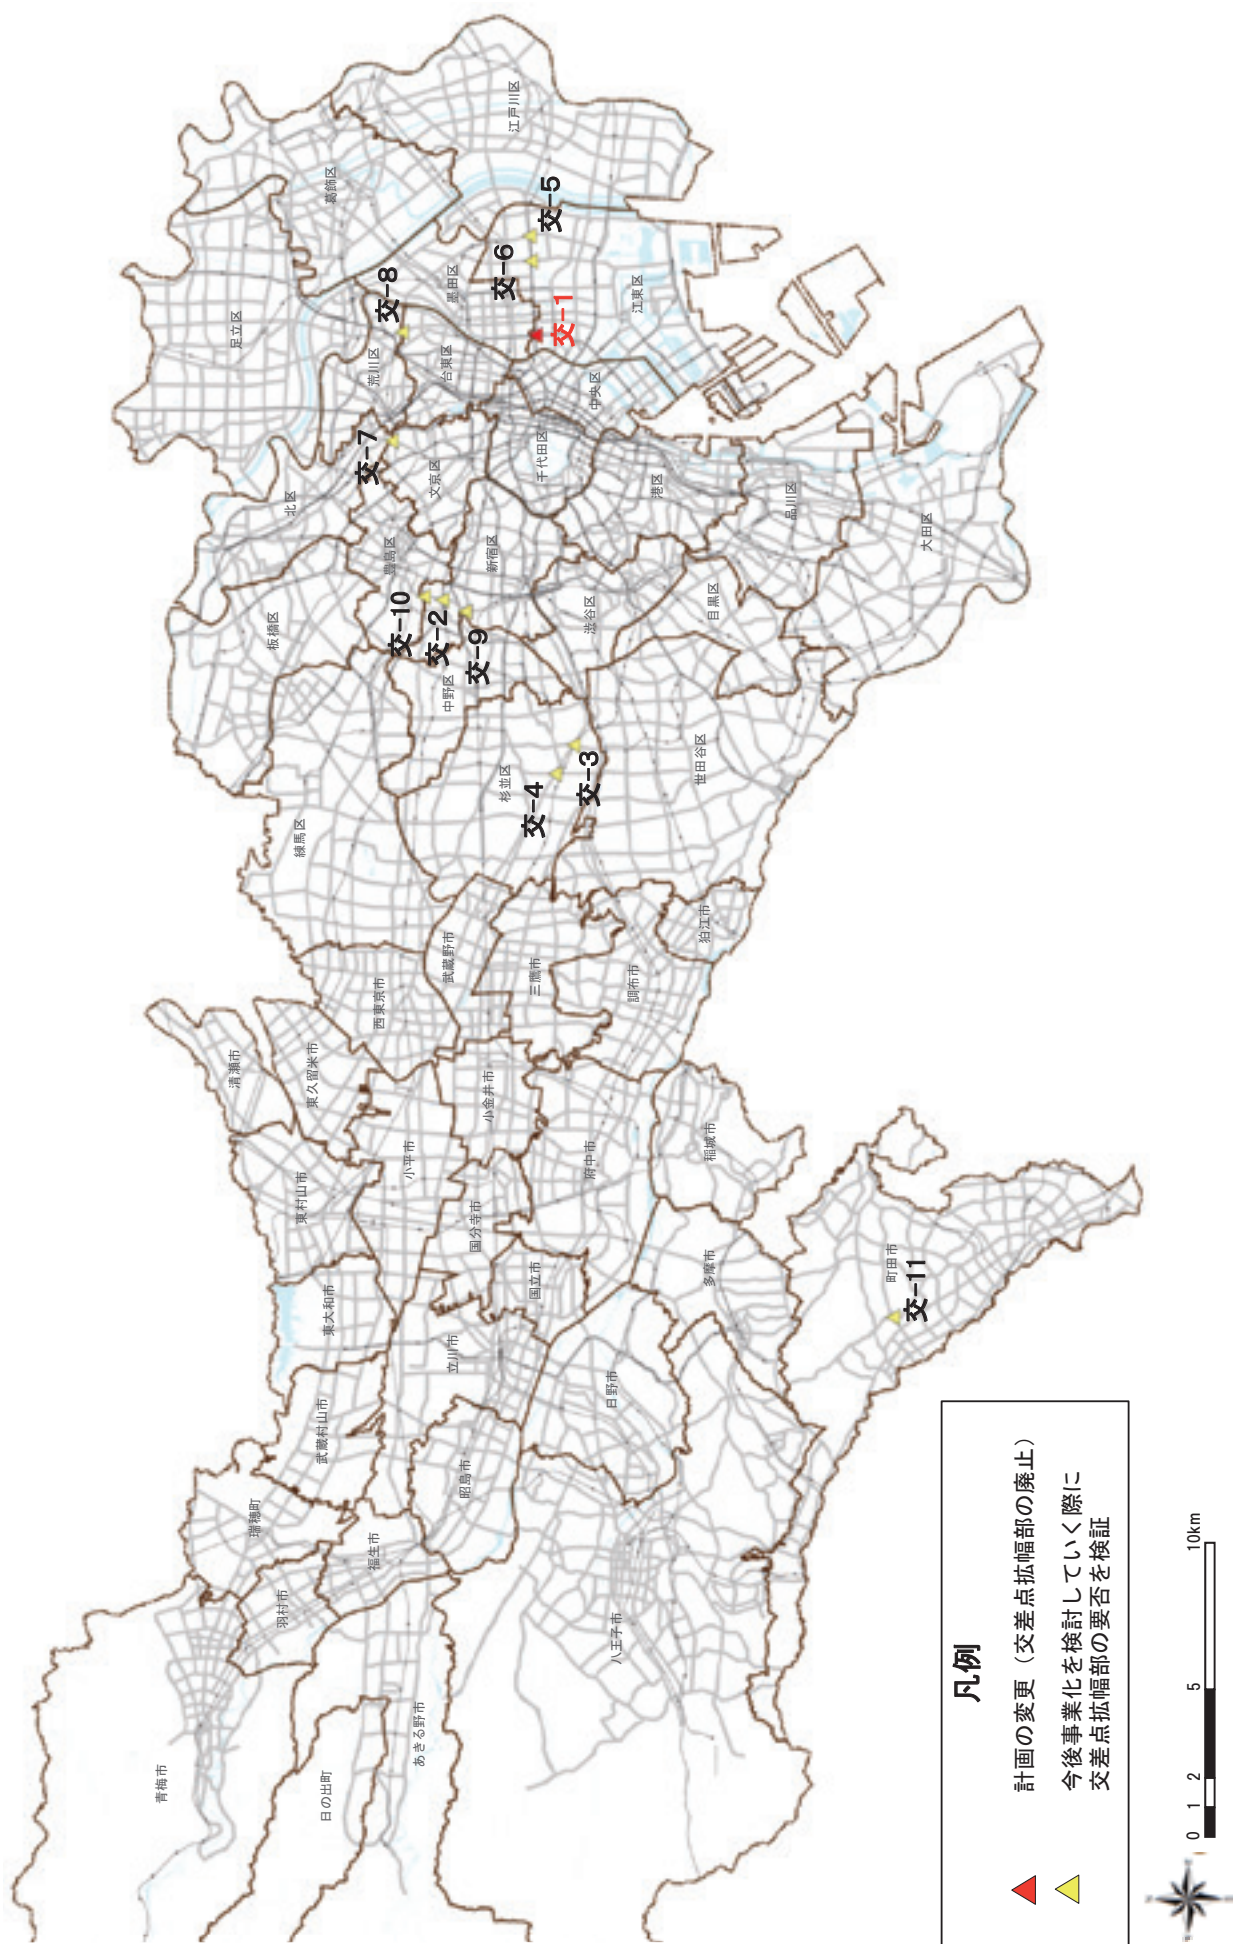 青梅市
日の出町
あきる野市
羽村市
瑞穂町
福生市
武蔵村山市
昭島市
八王子市
東大和市
立川市
日野市
東村山市
小平市
国分寺市
国立市
府中市
多摩市
稲城市
町田市
交-11
清瀬市
東久留米市
西東京市
小金井市
武蔵野市
三鷹市
調布市
狛江市
練馬区
杉並区
交-4
交-3
世田谷区
板橋区
中野区
交-10
交-2
交-9
豊島区
新宿区
渋谷区
目黒区
北区
交-7
文京区
千代田区
港区
品川区
大田区
足立区
荒川区
交-8
台東区
中央区
墨田区
交-6
交-1
交-5
江東区
葛飾区
江戸川区
凡例
計画の変更（交差点拡幅部の廃止）
今後事業化を検討していく際に
交差点拡幅部の要否を検証
0 1 2 5 10km